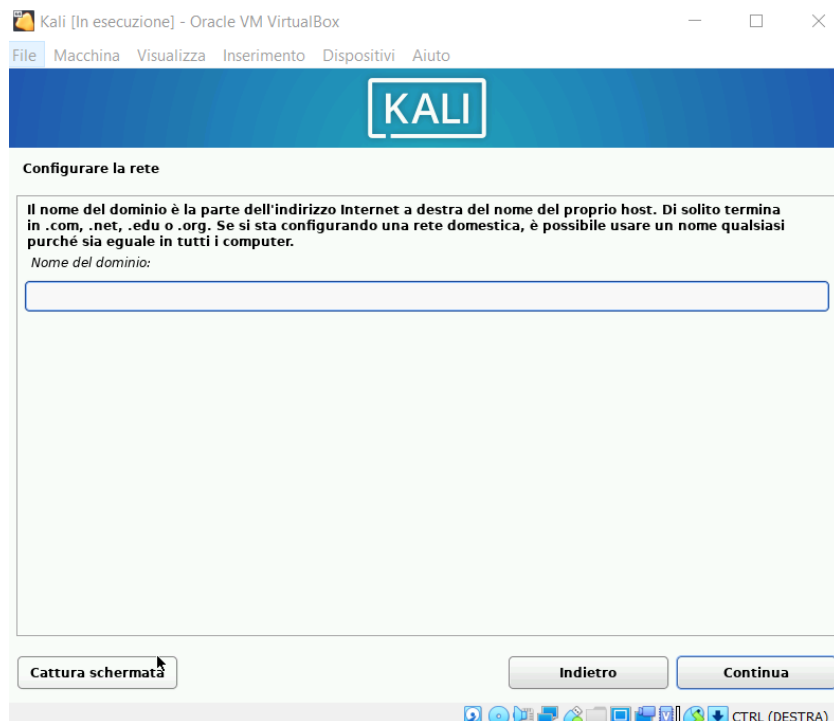 Kali [In esecuzione] - Oracle VM VirtualBox
File Macchina Visualizza Inserimento Dispositivi Aiuto
KALI
Configurare la rete
Il nome del dominio è la parte dell'indirizzo Internet a destra del nome del proprio host. Di solito termina
in .com, .net, .edu o .org. Se si sta configurando una rete domestica, è possibile usare un nome qualsiasi
purché sia eguale in tutti i computer.
Nome del dominio:
Cattura schermata
Indietro
Continua
CTRL (DESTRA)